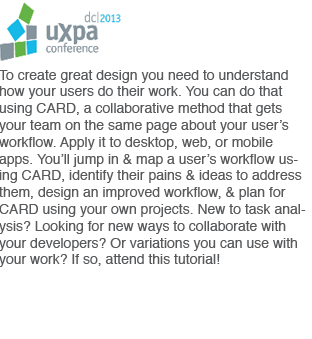 dc|2013
uxpa
conference
To create great design you need to understand
how your users do their work. You can do that
using CARD, a collaborative method that gets
your team on the same page about your user's
workflow. Apply it to desktop, web, or mobile
apps. You'll jump in & map a user's workflow us-
ing CARD, identify their pains & ideas to address
them, design an improved workflow, & plan for
CARD using your own projects. New to task anal-
ysis? Looking for new ways to collaborate with
your developers? Or variations you can use with
your work? If so, attend this tutorial!